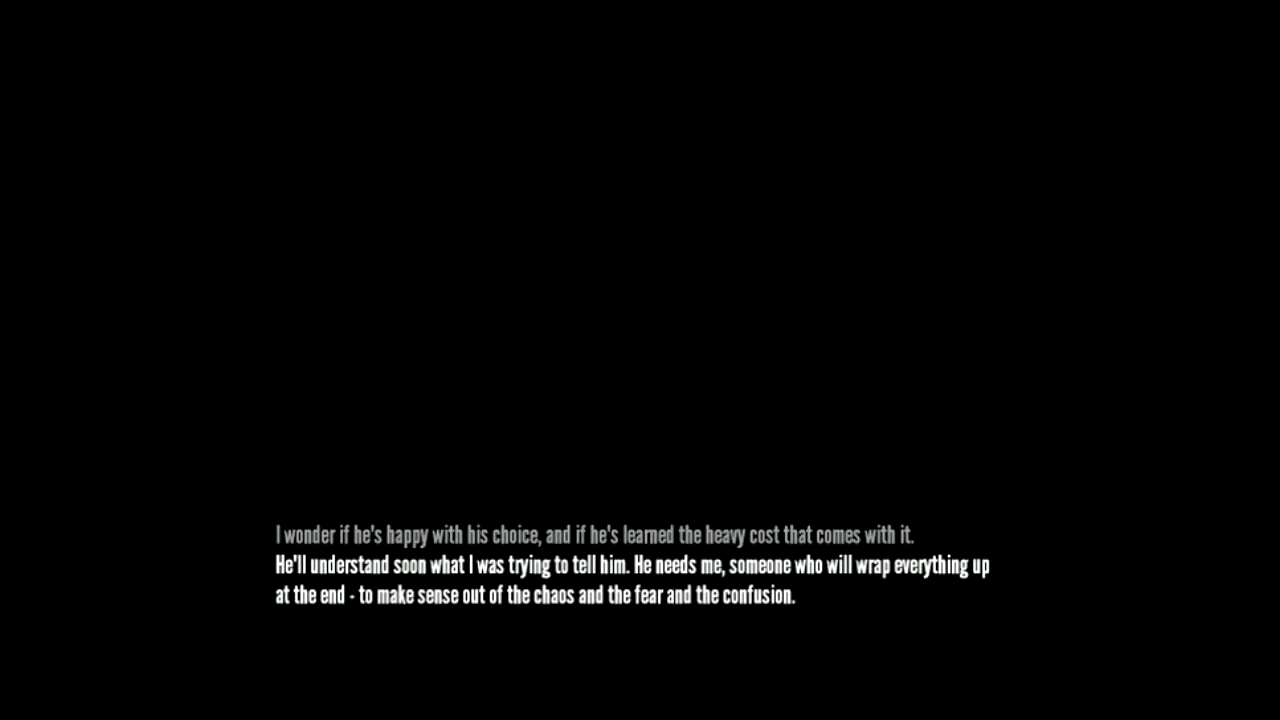 I wonder if he's happy with his choice, and if he's learned the heavy cost that comes with it.
He'll understand soon what I was trying to tell him. He needs me, someone who will wrap everything up
at the end - to make sense out of the chaos and the fear and the confusion.